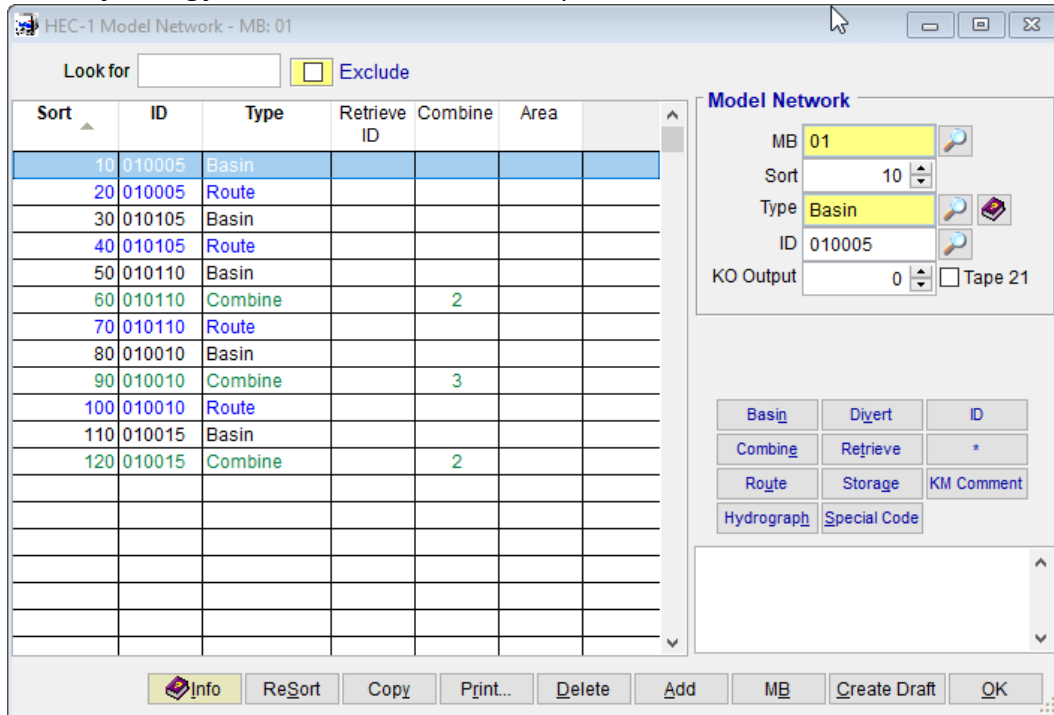 HEC-1 Model Network - MB: 01
Look for Exclude
Sort ID Type Retrieve ID Combine Area
10 010005 Basin
20 010005 Route
30 010105 Basin
40 010105 Route
50 010110 Basin
60 010110 Combine 2
70 010110 Route
80 010010 Basin
90 010010 Combine 3
100 010010 Route
110 010015 Basin
120 010015 Combine 2
Model Network
MB 01
Sort 10
Type Basin
ID 010005
KO Output 0 Tape 21
Basin Divert ID
Combine Retrieve *
Route Storage KM Comment
Hydrograph Special Code
Info ReSort Copy Print... Delete Add MB Create Draft OK